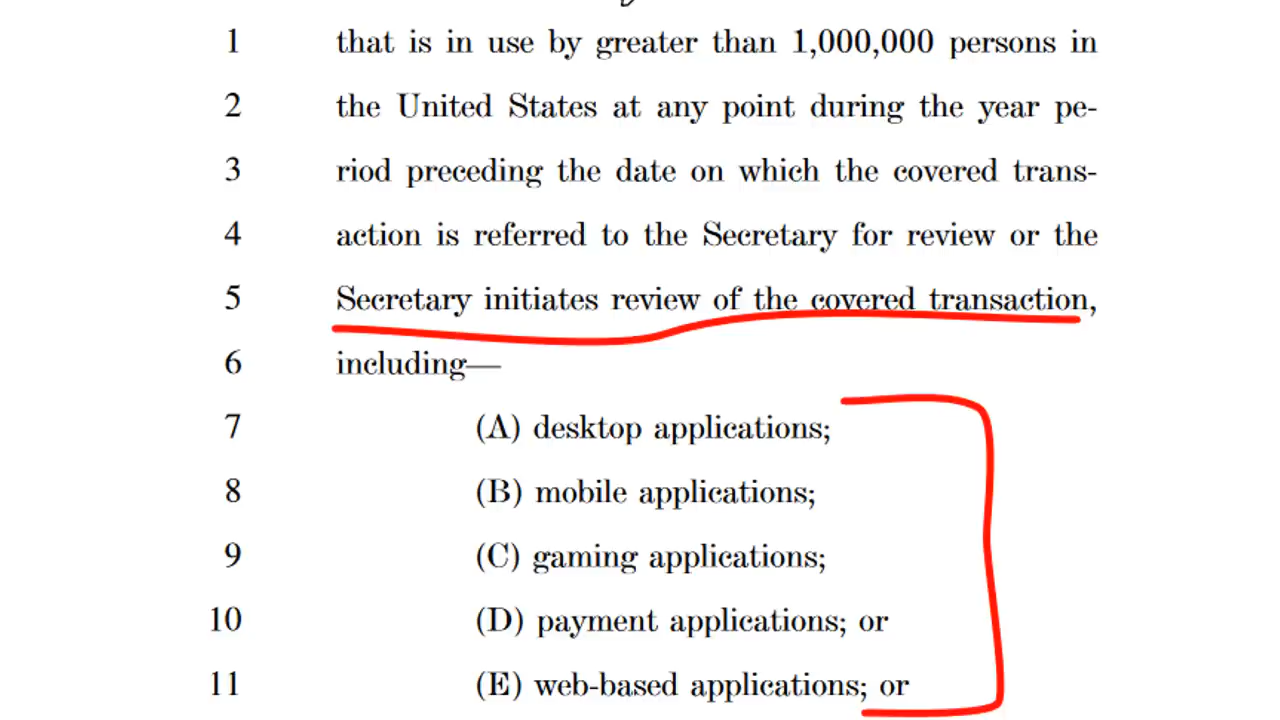 1 that is in use by greater than 1,000,000 persons in
2 the United States at any point during the year pe-
3 riod preceding the date on which the covered trans-
4 action is referred to the Secretary for review or the
5 Secretary initiates review of the covered transaction,
6 including—
7 (A) desktop applications;
8 (B) mobile applications;
9 (C) gaming applications;
10 (D) payment applications; or
11 (E) web-based applications; or